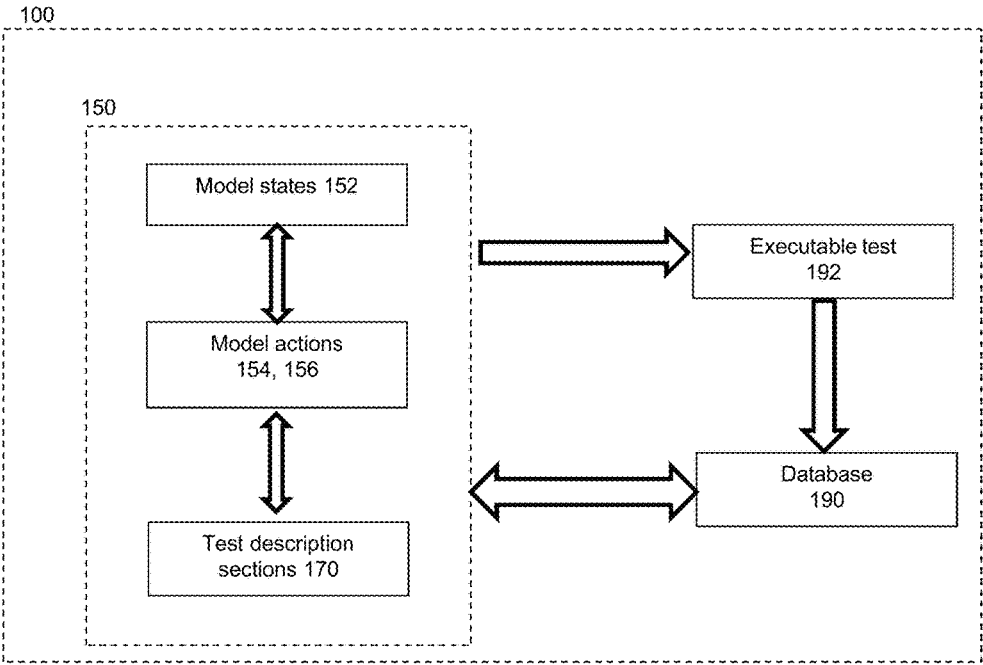 100
150
Model states 152
Model actions
154, 156
Test description
sections 170
Executable test
192
Database
190